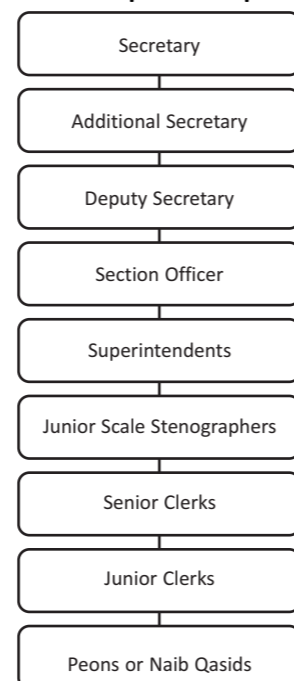 Secretary
Additional Secretary
Deputy Secretary
Section Officer
Superintendents
Junior Scale Stenographers
Senior Clerks
Junior Clerks
Peons or Naib Qasids